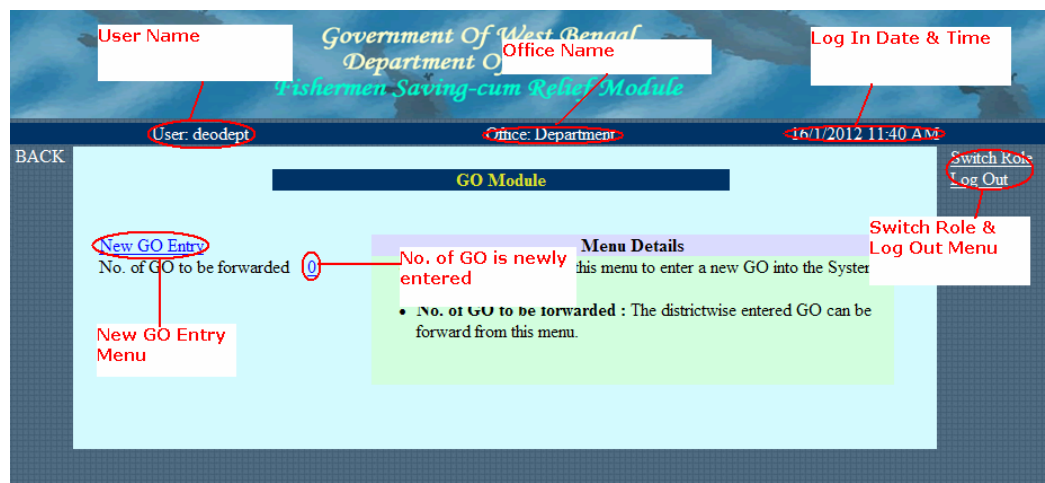 User Name
Government Of West Bengal
Office Name
Log In Date & Time
Department O
Fishermen Saving-cum Relief Module
User: deodept
Office: Department
16/1/2012 11:40 AM
BACK
Switch Role
Log Out
GO Module
Switch Role &
Log Out Menu
New GO Entry
Menu Details
No. of GO to be forwarded 0
No. of GO is newly
entered
this menu to enter a new GO into the System
• No. of GO to be forwarded : The districtwise entered GO can be
forward from this menu.
New GO Entry
Menu